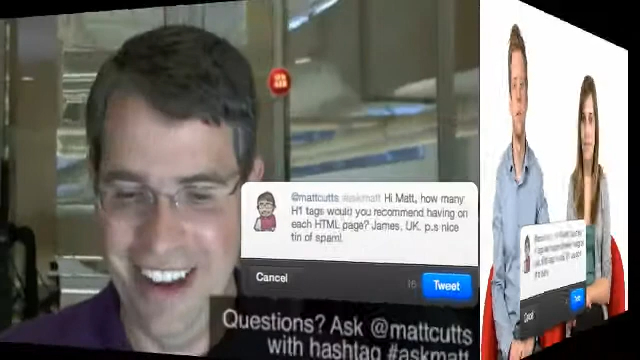 @mattcutts #askmatt Hi Matt, how many
H1 tags would you recommend having on
each HTML page? James, UK. p.s nice
tin of spam!
Cancel
Tweet
Questions? Ask @mattcutts
with hashtag #askmatt
Tweet